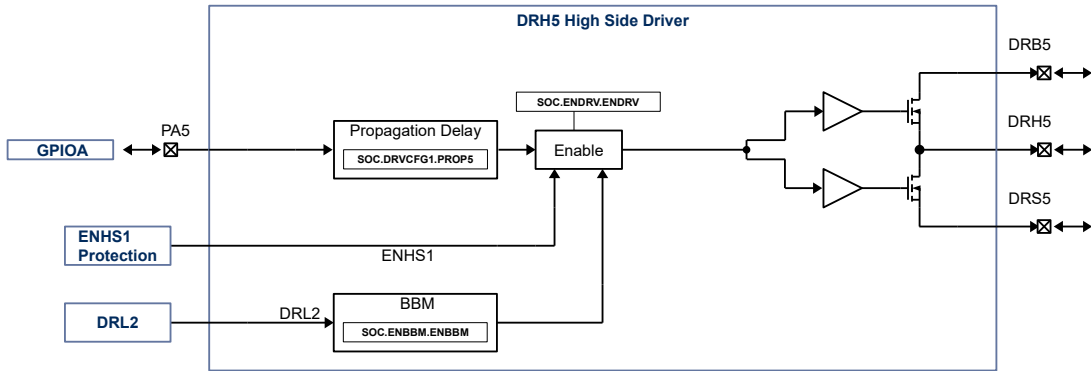 DRH5 High Side Driver
DRB5
SOC.ENDRV.ENDRV
PA5
Propagation Delay
DRH5
GPIOA
SOC.DRVCFG1.PROP5
Enable
DRS5
ENHS1
Protection
ENHS1
DRL2
BBM
DRL2
SOC.ENBBM.ENBBM